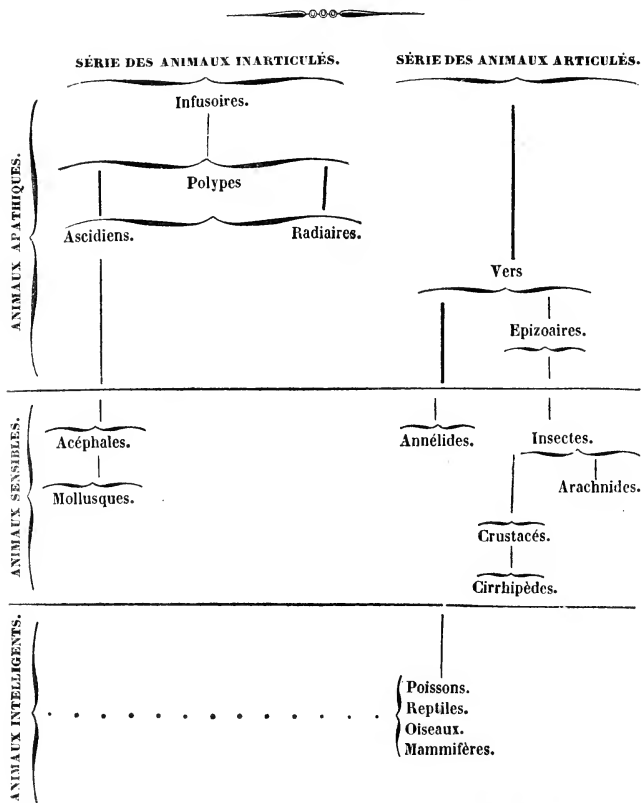 SÉRIE DES ANIMAUX INARTICULÉS.
SÉRIE DES ANIMAUX ARTICULÉS.
ANIMAUX APATHIQUES.
Infusoires.
Polypes
Ascidiens.
Radiaires.
Vers
Epizoaires.
ANIMAUX SENSIBLES.
Acéphales.
Mollusques.
Annélides.
Insectes.
Arachnides.
Crustacés.
Cirrhipèdes.
ANIMAUX INTELLIGENTS.
Poissons.
Reptiles.
Oiseaux.
Mammifères.